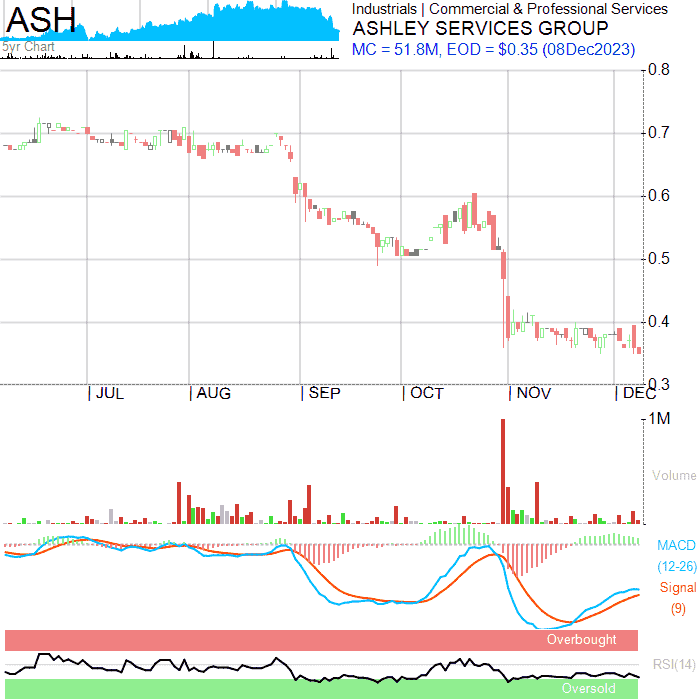 ASH
5yr Chart
Industrials | Commercial & Professional Services
ASHLEY SERVICES GROUP
MC = 51.8M, EOD = $0.35 (08Dec2023)
0.8
0.7
0.6
0.5
0.4
0.3
JUL AUG SEP OCT NOV DEC
1M
Volume
MACD
(12-26)
Signal
(9)
Overbought
RSI(14)
Oversold